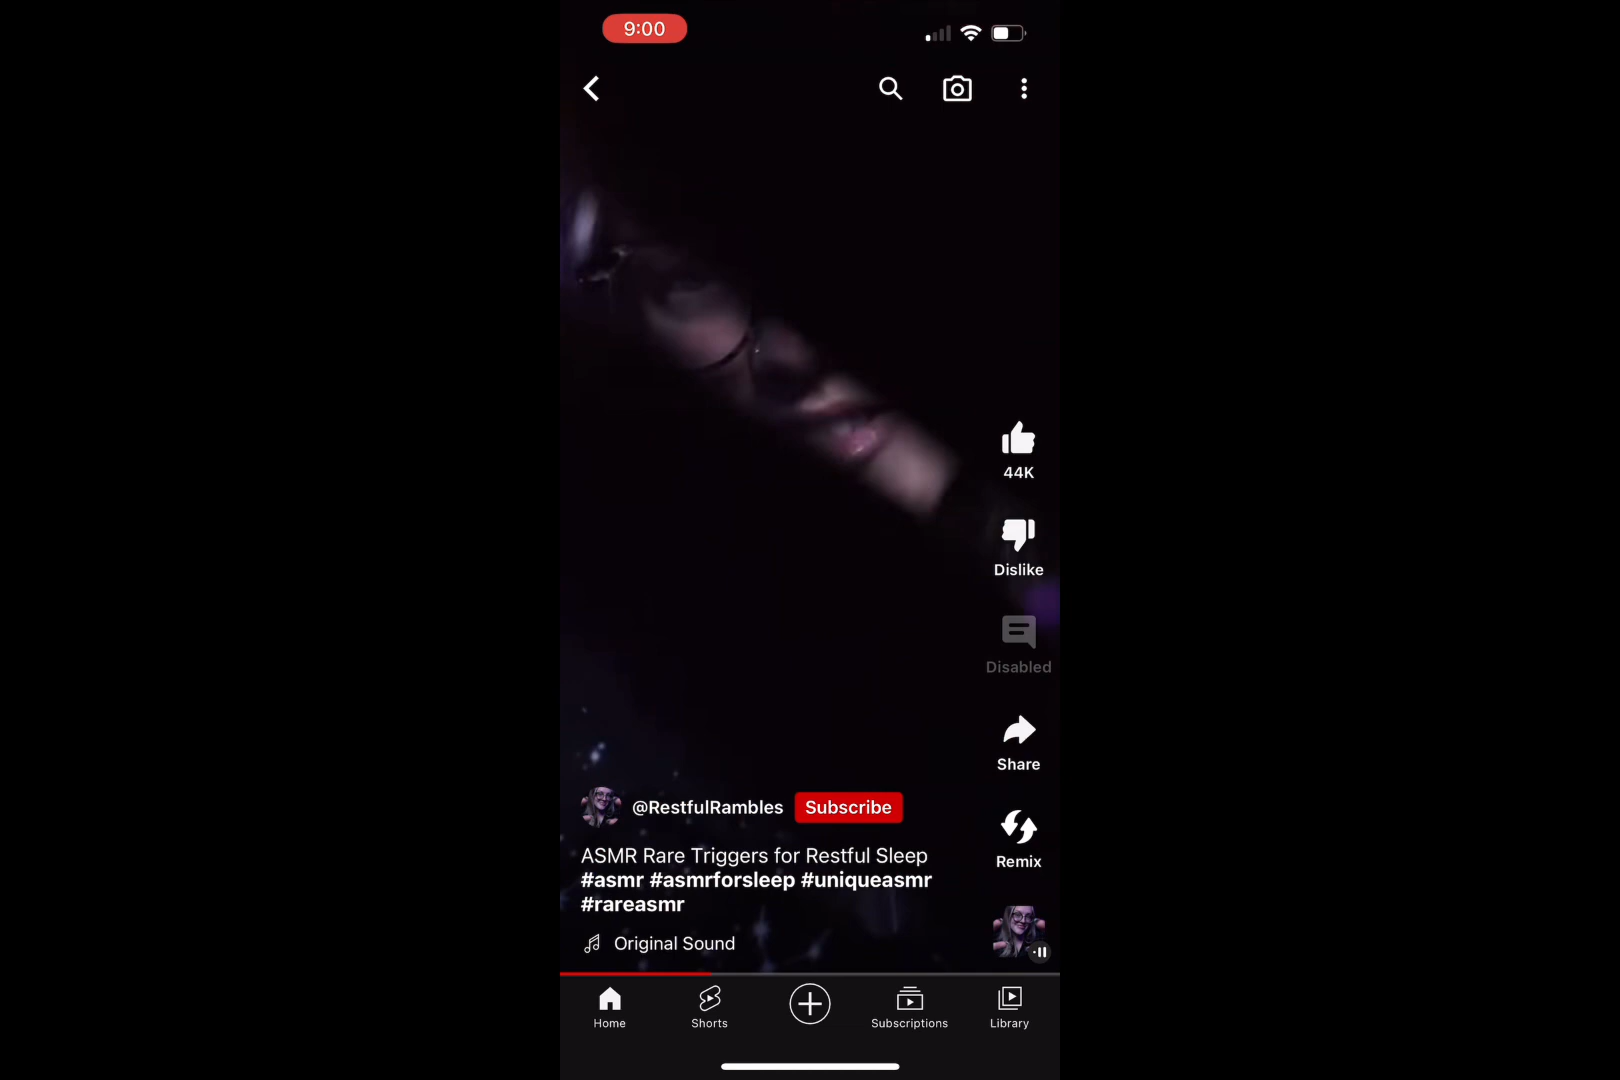 9:00
44K
Dislike
Disabled
Share
@RestfulRambles Subscribe
ASMR Rare Triggers for Restful Sleep
#asmr #asmrforsleep #uniqueasmr
#rareasmr
Original Sound
Remix
Home Shorts Subscriptions Library